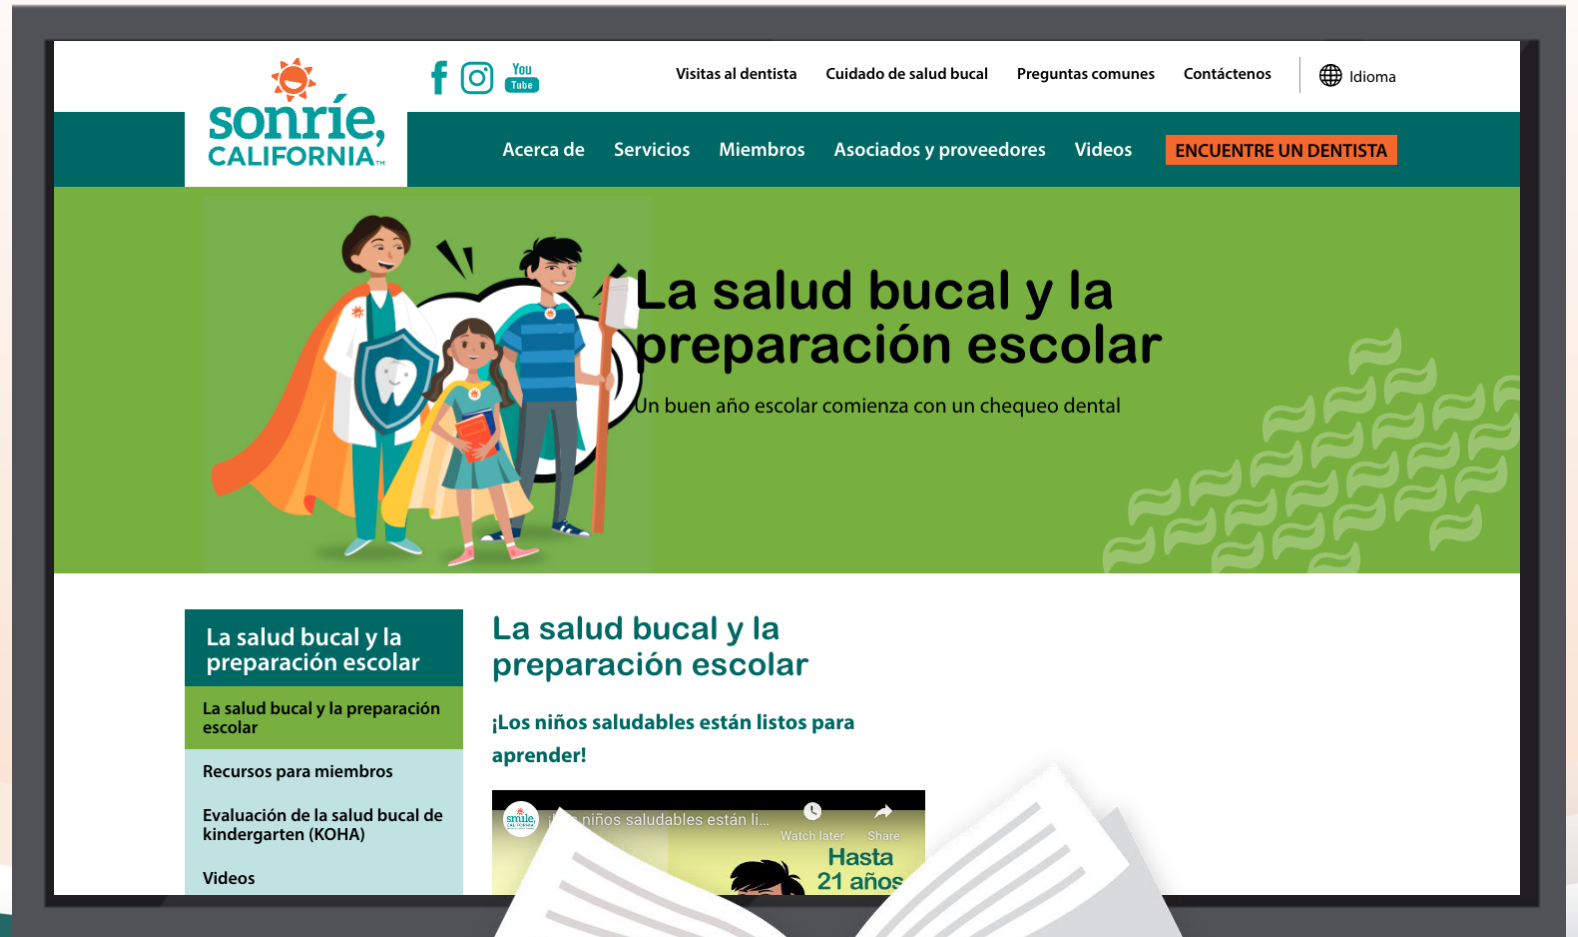 sonríe,
CALIFORNIA™
f
You
Tube
Visitas al dentista
Cuidado de salud bucal
Preguntas comunes
Contáctenos
Idioma
Acerca de
Servicios
Miembros
Asociados y proveedores
Videos
ENCUENTRE UN DENTISTA
La salud bucal y la
preparación escolar
Un buen año escolar comienza con un chequeo dental
La salud bucal y la
preparación escolar
La salud bucal y la preparación
escolar
Recursos para miembros
Evaluación de la salud bucal de
kindergarten (KOHA)
Videos
La salud bucal y la
preparación escolar
¡Los niños saludables están listos para
aprender!
smile,
CALIFORNIA
niños saludables están li...
Watch later
Share
Hasta
21 años